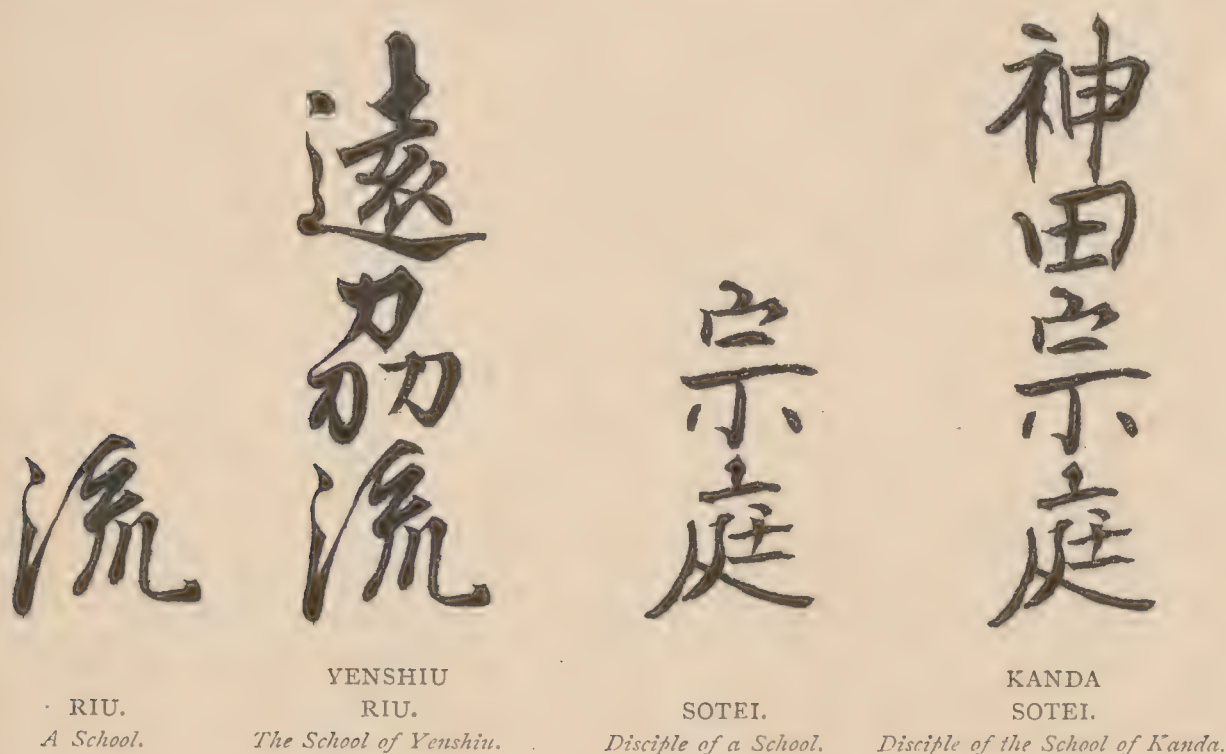 流
RIU.
A School.
遠刕流
YENSHIU
RIU.
The School of Yenshiu.
宗庭
SOTEI.
Disciple of a School.
神田宗庭
KANDA
SOTEI.
Disciple of the School of Kanda.